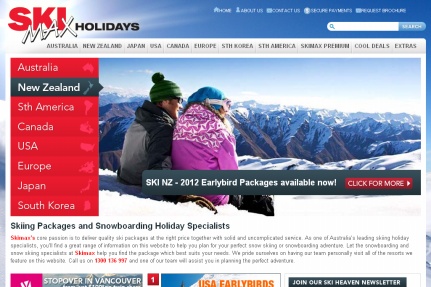 SKI
MAX HOLIDAYS
HOME ABOUT US CONTACT US SECURE PAYMENTS REQUEST BROCHURE
SEARCH
AUSTRALIA NEW ZEALAND JAPAN USA CANADA EUROPE STH KOREA STH AMERICA SKIMAX PREMIUM COOL DEALS EXTRAS
Australia
New Zealand
Sth America
Canada
USA
Europe
Japan
South Korea
SKI NZ - 2012 Earlybird Packages available now! CLICK FOR MORE
Skiing Packages and Snowboarding Holiday Specialists
Skimax's core passion is to deliver quality ski packages at the right price together with solid and uncomplicated service. As one of Australia's leading skiing holiday
specialists, you'll find a great range of information on this website to help you plan for your perfect snow skiing or snowboarding adventure. Let the snowboarding and
snow skiing specialists at Skimax help you find the package which best suits your needs. We pride ourselves on having our team personally visit all of the resorts we
feature on this website. Call us on 1300 136 997 and one of our team will assist you in planning the perfect adventure.
STOPOVER IN VANCOUVER
1
USA EARLYBIRDS
JOIN OUR SKI HEAVEN NEWSLETTER